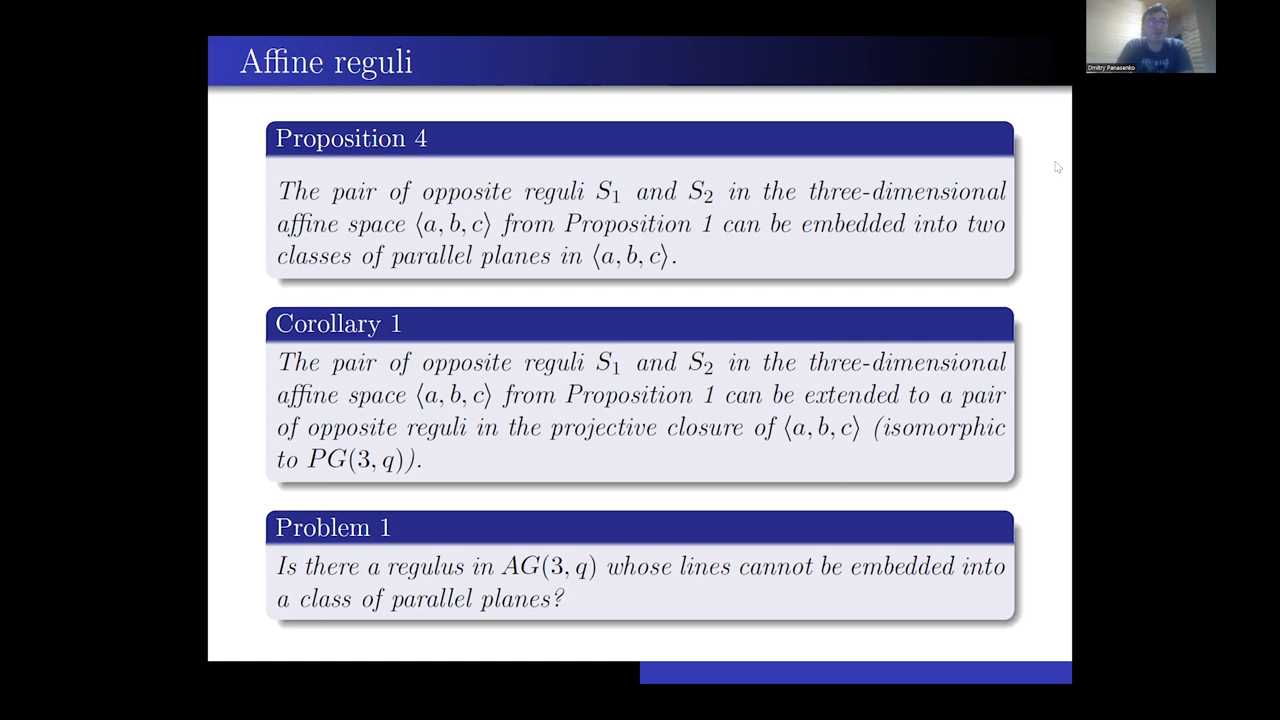 Affine reguli
Dmitry Panasenko
Proposition 4
The pair of opposite reguli S₁ and S₂ in the three-dimensional
affine space ⟨a, b, c⟩ from Proposition 1 can be embedded into two
classes of parallel planes in ⟨a, b, c⟩.
Corollary 1
The pair of opposite reguli S₁ and S₂ in the three-dimensional
affine space ⟨a, b, c⟩ from Proposition 1 can be extended to a pair
of opposite reguli in the projective closure of ⟨a, b, c⟩ (isomorphic
to PG(3, q)).
Problem 1
Is there a regulus in AG(3, q) whose lines cannot be embedded into
a class of parallel planes?